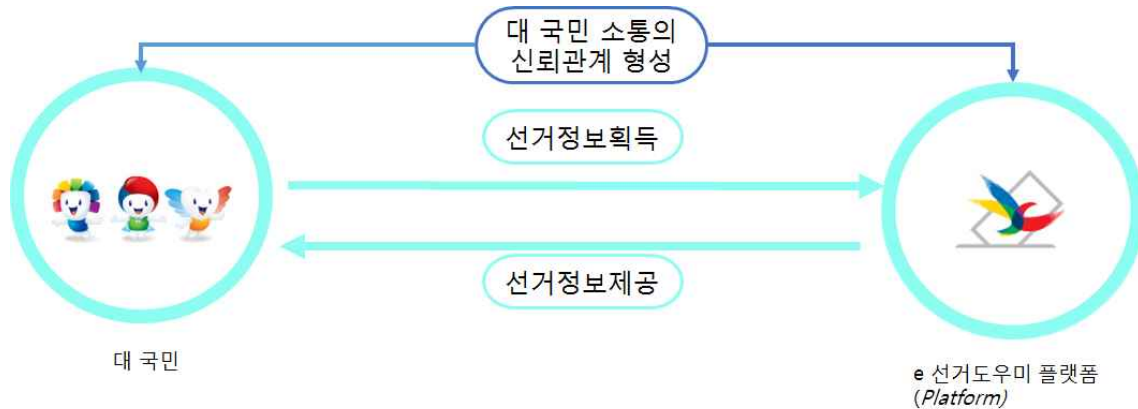 대 국민 소통의
신뢰관계 형성
선거정보획득
선거정보제공
대 국민
e 선거도우미 플랫폼
(Platform)